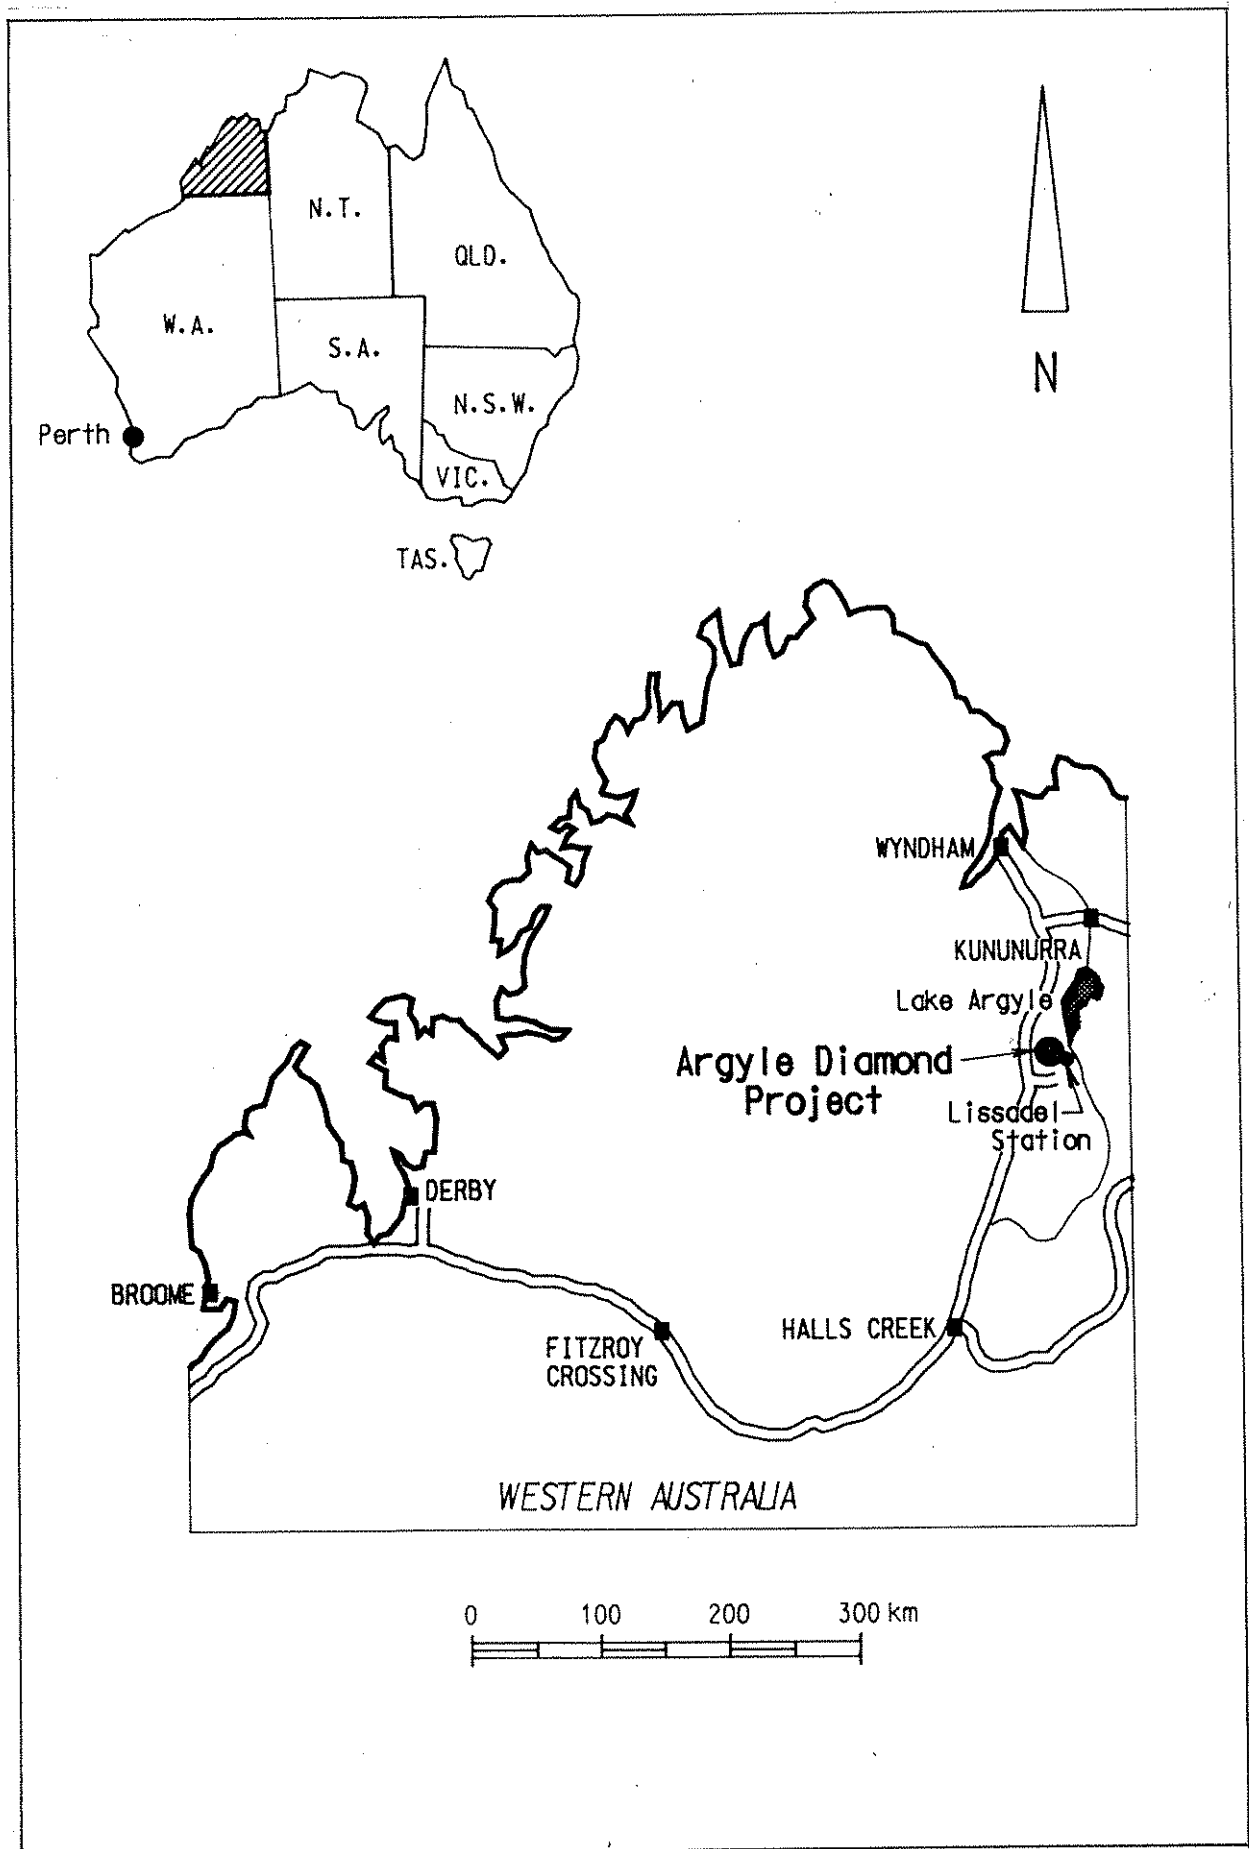 N.T.
QLD.
W.A.
S.A.
N.S.W.
Perth
VIC.
TAS.
N
WYNDHAM
KUNUNURRA
Lake Argyle
Argyle Diamond
Project
Lissadel
Station
DERBY
BROOME
FITZROY
CROSSING
HALLS CREEK
WESTERN AUSTRALIA
0 100 200 300 km